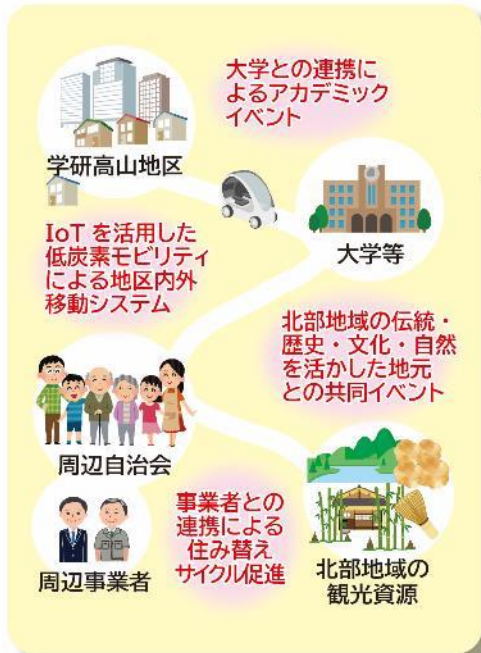 大学との連携に
よるアカデミック
イベント
学研高山地区
IoTを活用した
低炭素モビリティ
による地区内外
移動システム
大学等
北部地域の伝統・
歴史・文化・自然
を活かした地元
との共同イベント
周辺自治会
事業者との
連携による
住み替え
サイクル促進
周辺事業者
北部地域の
観光資源